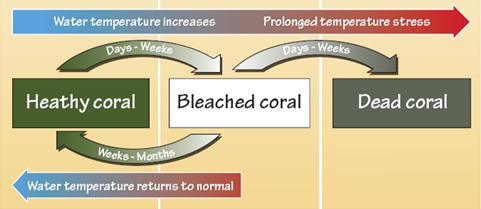 Water temperature increases
Prolonged temperature stress
Days - Weeks
Days - Weeks
Heathy coral
Bleached coral
Dead coral
Weeks - Months
Water temperature returns to normal